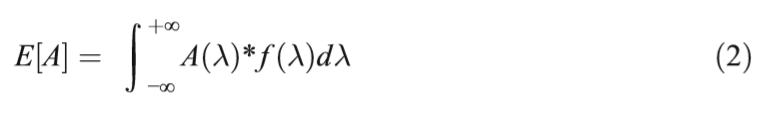 E[A] = ∫_{−∞}^{+∞} A(λ)*f(λ)dλ (2)